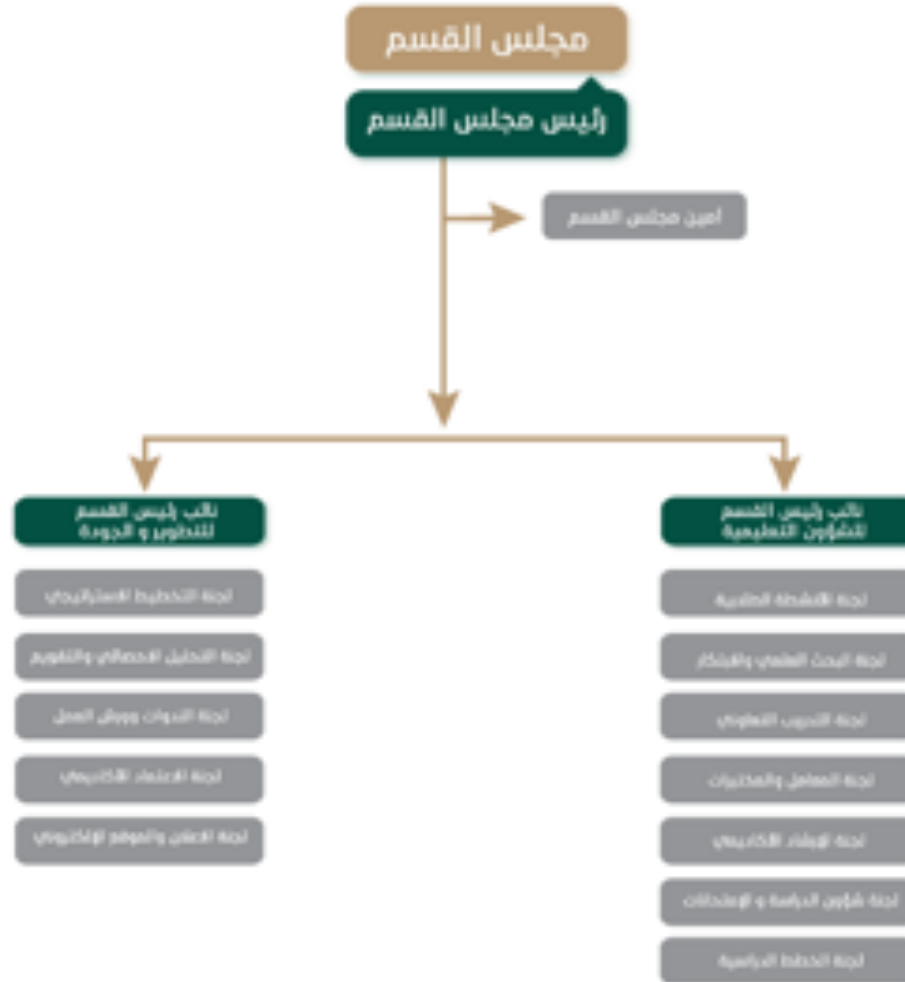 مجلس القسم
رئيس مجلس القسم
أمين مجلس القسم
نائب رئيس القسم
للشؤون التعليمية
لجنة الأنشطة الطلابية
لجنة البحث العلمي والابتكار
لجنة التدريب التعاوني
لجنة المعامل والمختبرات
لجنة الإرشاد الأكاديمي
لجنة شؤون الدراسة و الإمتحانات
لجنة الخطط الدراسية
نائب رئيس القسم
للتطوير و الجودة
لجنة التخطيط الاستراتيجي
لجنة التحليل الاحصائي والتقويم
لجنة الندوات وورش العمل
لجنة الاعتماد الأكاديمي
لجنة الاعلان والموقع الإلكتروني